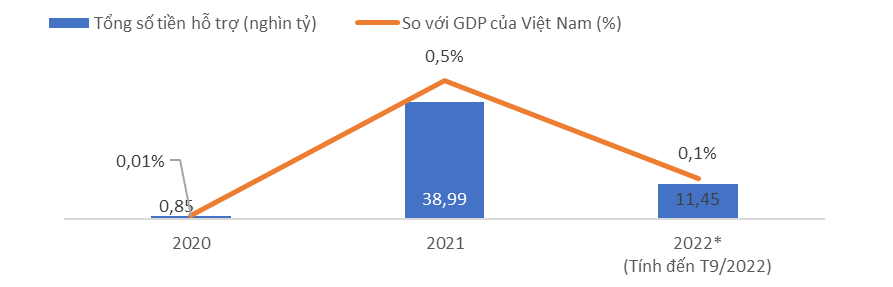 Tổng số tiền hỗ trợ (nghìn tỷ) So với GDP của Việt Nam (%)
0,5%
0,01%
0,1%
0,85
38,99
11,45
2020 2021 2022*
(Tính đến T9/2022)